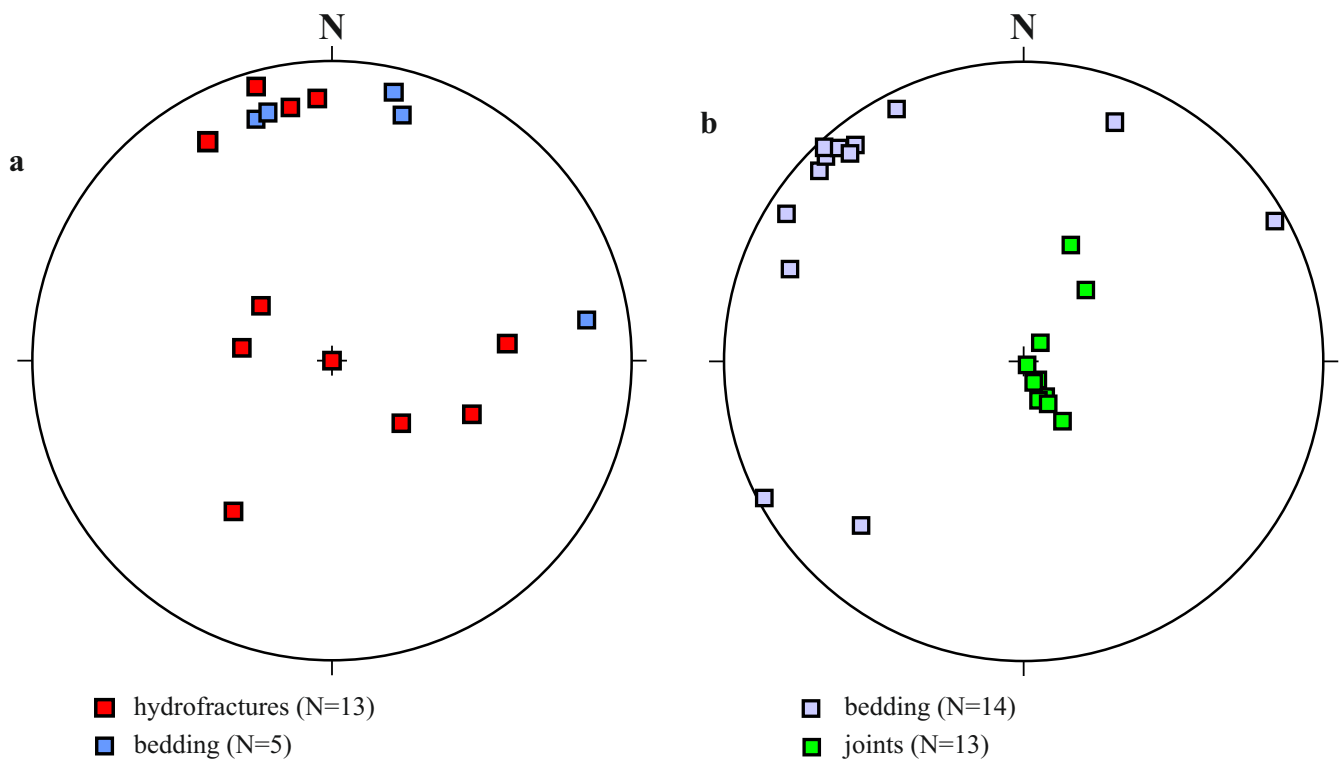 N
a
hydrofractures (N=13)
bedding (N=5)
N
b
bedding (N=14)
joints (N=13)